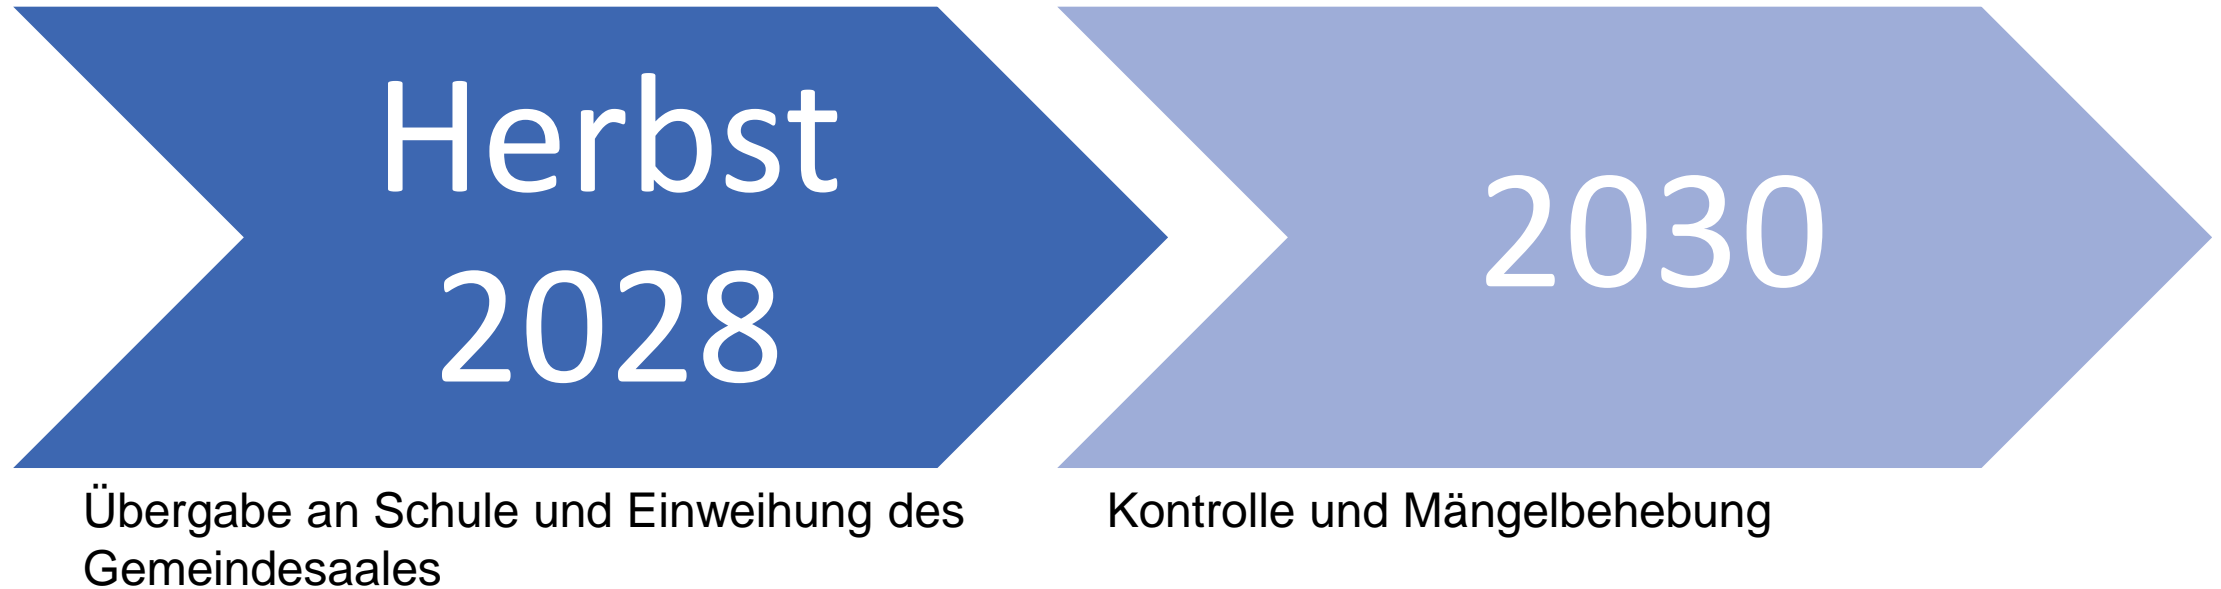 Herbst
2028
2030
Übergabe an Schule und Einweihung des
Gemeindesaales
Kontrolle und Mängelbehebung